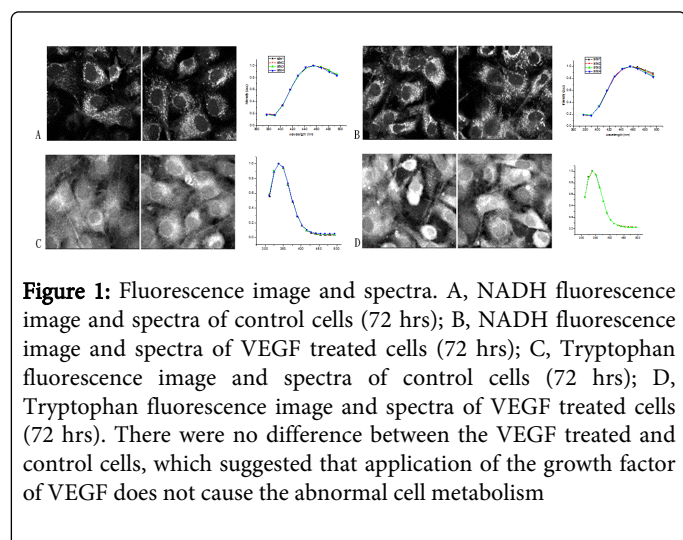 A
B
C
D
Figure 1: Fluorescence image and spectra. A, NADH fluorescence
image and spectra of control cells (72 hrs); B, NADH fluorescence
image and spectra of VEGF treated cells (72 hrs); C, Tryptophan
fluorescence image and spectra of control cells (72 hrs); D,
Tryptophan fluorescence image and spectra of VEGF treated cells
(72 hrs). There were no difference between the VEGF treated and
control cells, which suggested that application of the growth factor
of VEGF does not cause the abnormal cell metabolism